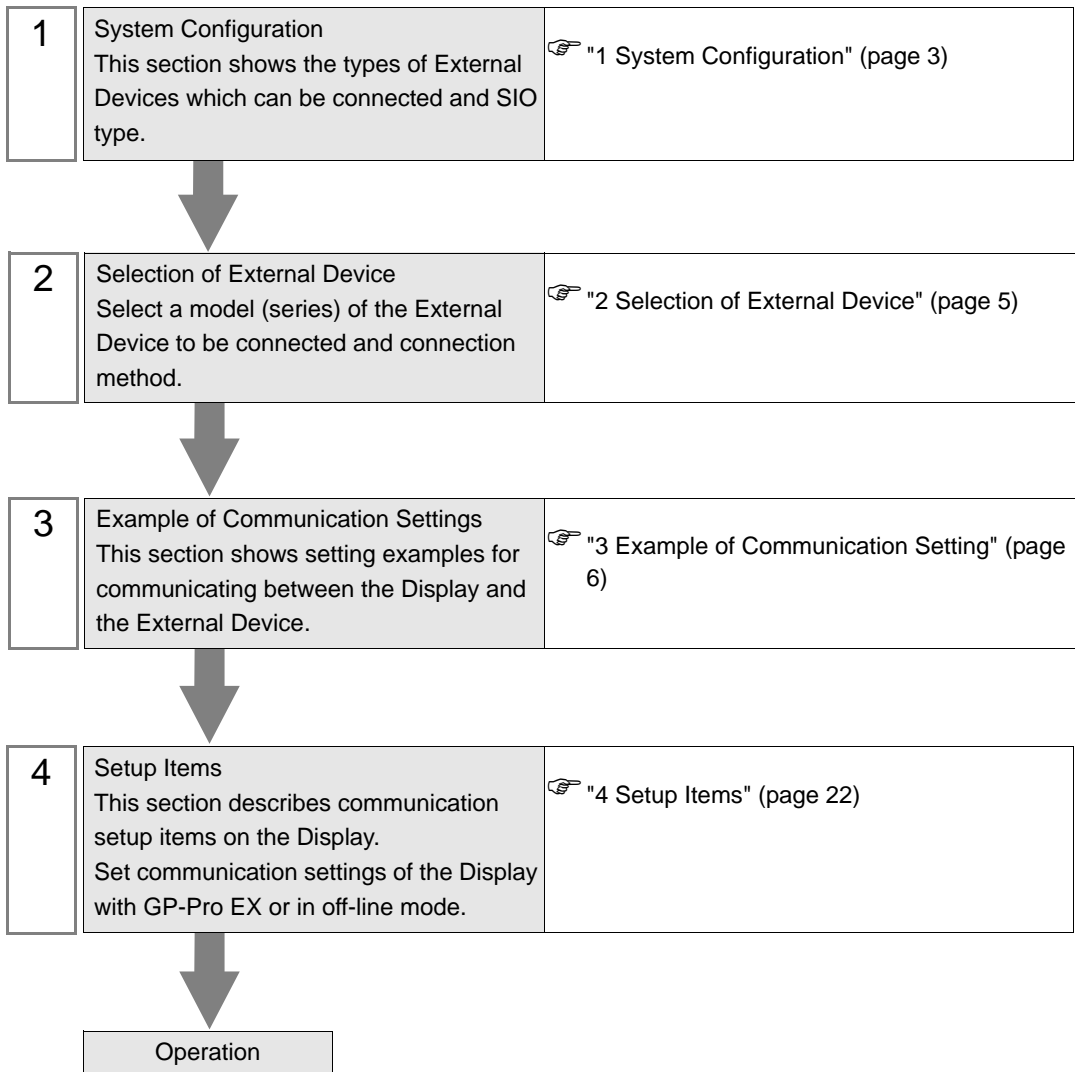 1
System Configuration
This section shows the types of External
Devices which can be connected and SIO
type.
"1 System Configuration" (page 3)
2
Selection of External Device
Select a model (series) of the External
Device to be connected and connection
method.
"2 Selection of External Device" (page 5)
3
Example of Communication Settings
This section shows setting examples for
communicating between the Display and
the External Device.
"3 Example of Communication Setting" (page
6)
4
Setup Items
This section describes communication
setup items on the Display.
Set communication settings of the Display
with GP-Pro EX or in off-line mode.
"4 Setup Items" (page 22)
Operation